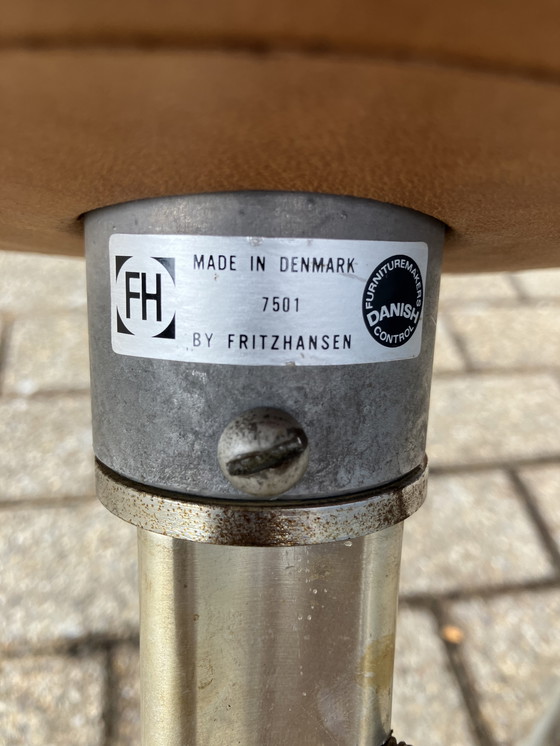 FH
MADE IN DENMARK
7501
BY FRITZHANSEN
FURNITUREMAKERS
DANISH
CONTROL